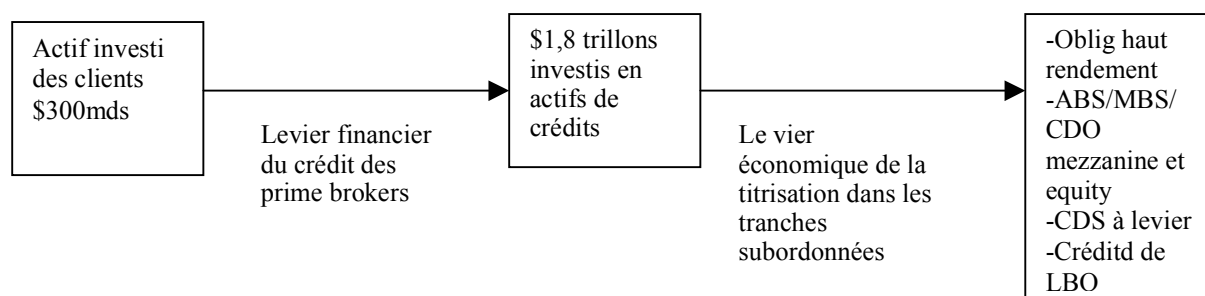 Actif investi
des clients
$300mds
Levier financier
du crédit des
prime brokers
$1,8 trillons
investis en
actifs de
crédits
Le vier
économique de la
titrisation dans les
tranches
subordonnées
-Oblig haut
rendement
-ABS/MBS/
CDO
mezzanine et
equity
-CDS à levier
-Créditd de
LBO